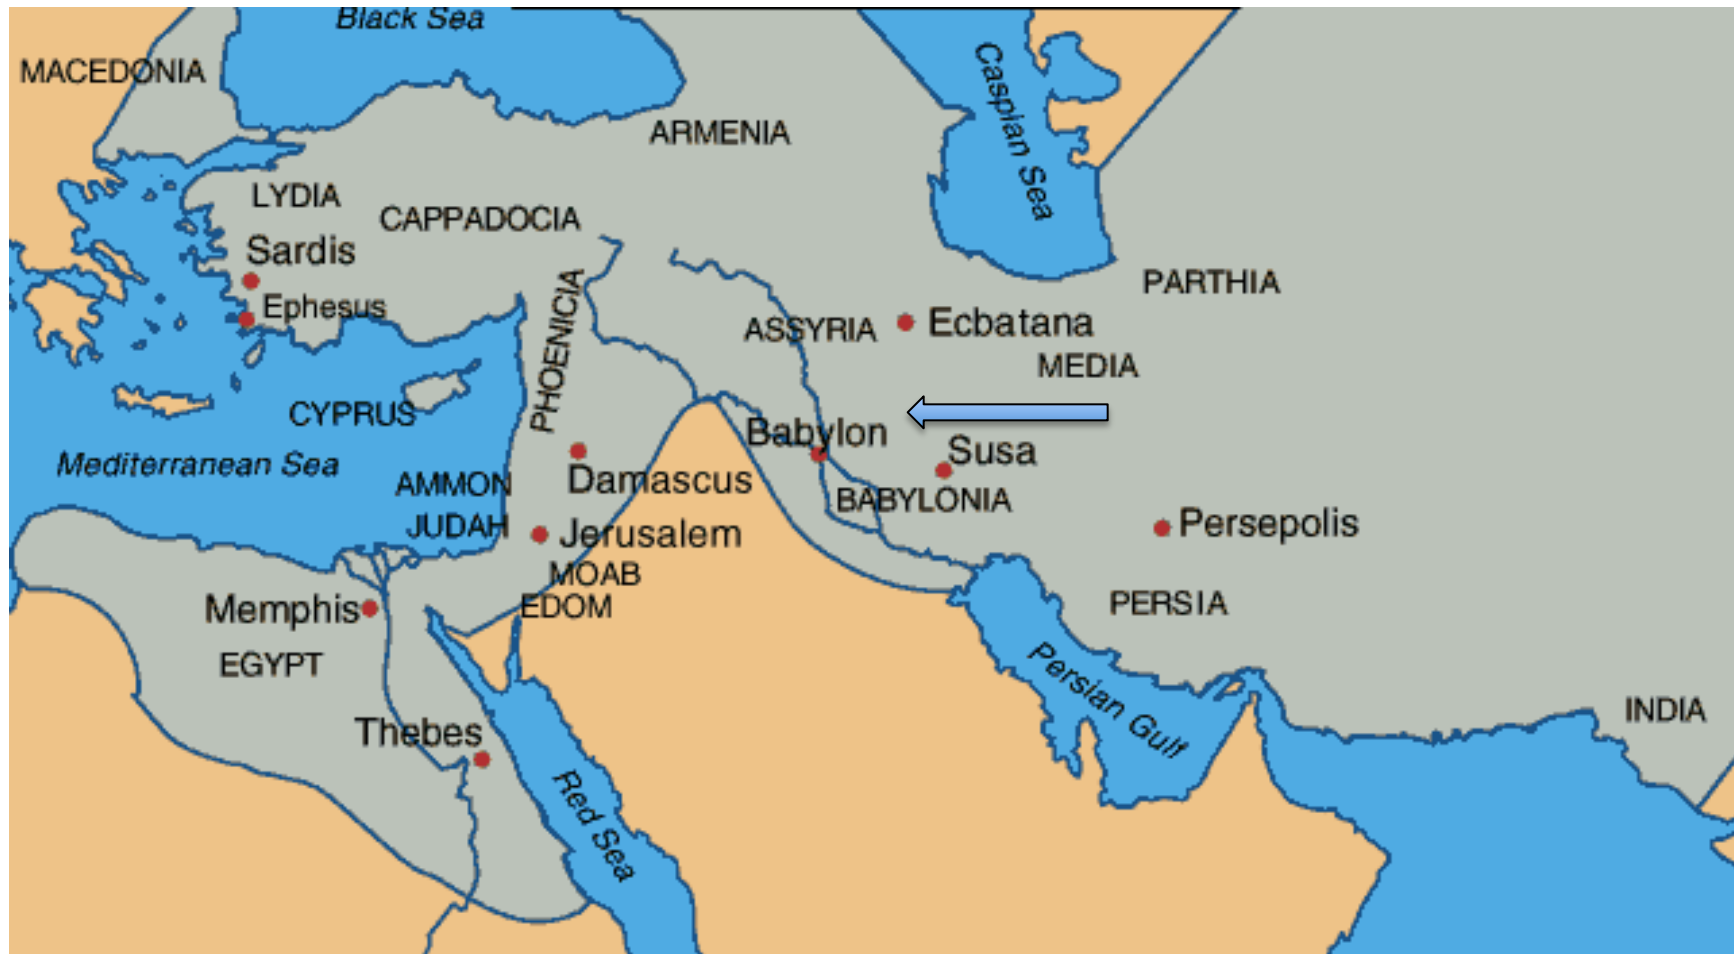 Black Sea
MACEDONIA
Caspian Sea
ARMENIA
LYDIA
CAPPADOCIA
Sardis
PARTHIA
Ephesus
PHOENICIA
ASSYRIA
Ecbatana
MEDIA
CYPRUS
Babylon
Susa
Mediterranean Sea
AMMON
Damascus
BABYLONIA
JUDAH
Jerusalem
Persepolis
MOAB
Memphis
EDOM
PERSIA
EGYPT
Persian Gulf
INDIA
Thebes
Red Sea